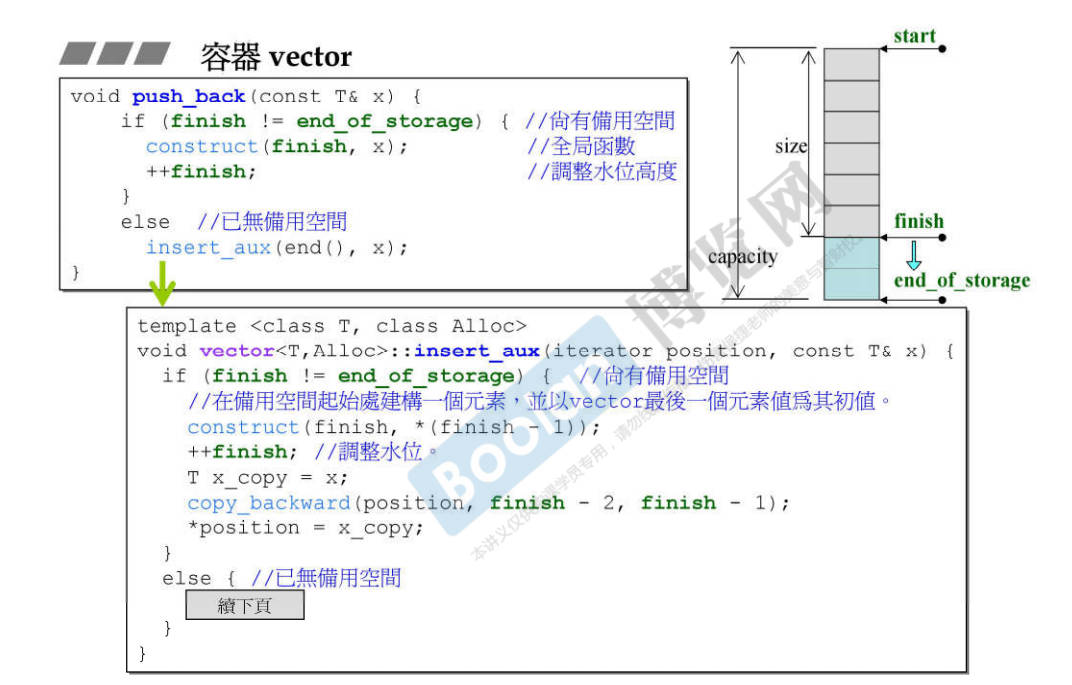 容器 vector
void push_back(const T& x) {
if (finish != end_of_storage) { //尚有備用空間
construct(finish, x); //全局函數
++finish; //調整水位高度
}
else //已無備用空間
insert_aux(end(), x);
}
start
size
finish
capacity
end_of_storage
template <class T, class Alloc>
void vector<T,Alloc>::insert_aux(iterator position, const T& x) {
if (finish != end_of_storage) { //尚有備用空間
//在備用空間起始處建構一個元素，並以vector最後一個元素值爲其初值。
construct(finish, *(finish - 1));
++finish; //調整水位。
T x_copy = x;
copy_backward(position, finish - 2, finish - 1);
*position = x_copy;
}
else { //已無備用空間
續下頁
}
}
Boolan
博览网